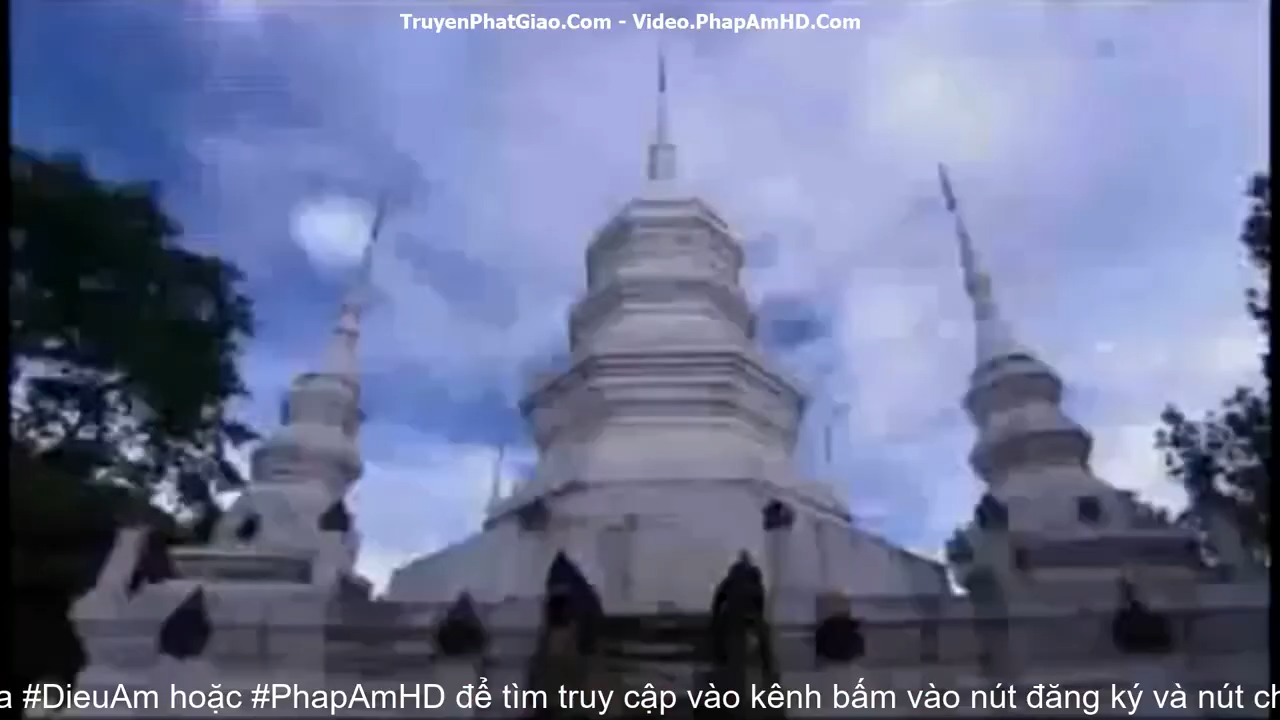 TruyenPhatGiao.Com - Video.PhapAmHD.Com
a #DieuAm hoặc #PhapAmHD để tìm truy cập vào kênh bấm vào nút đăng ký và nút ch